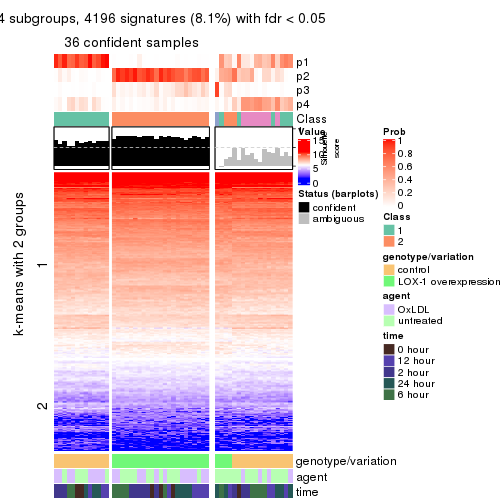 4 subgroups, 4196 signatures (8.1%) with fdr < 0.05
36 confident samples
p1
p2
p3
p4
Class
Silhouette score
k-means with 2 groups
1
2
genotype/variation
agent
time
Value
15
10
5
0
Status (barplots)
confident
ambiguous
Prob
1
0.8
0.6
0.4
0.2
0
Class
1
2
genotype/variation
control
LOX-1 overexpression
agent
OxLDL
untreated
time
0 hour
12 hour
2 hour
24 hour
6 hour